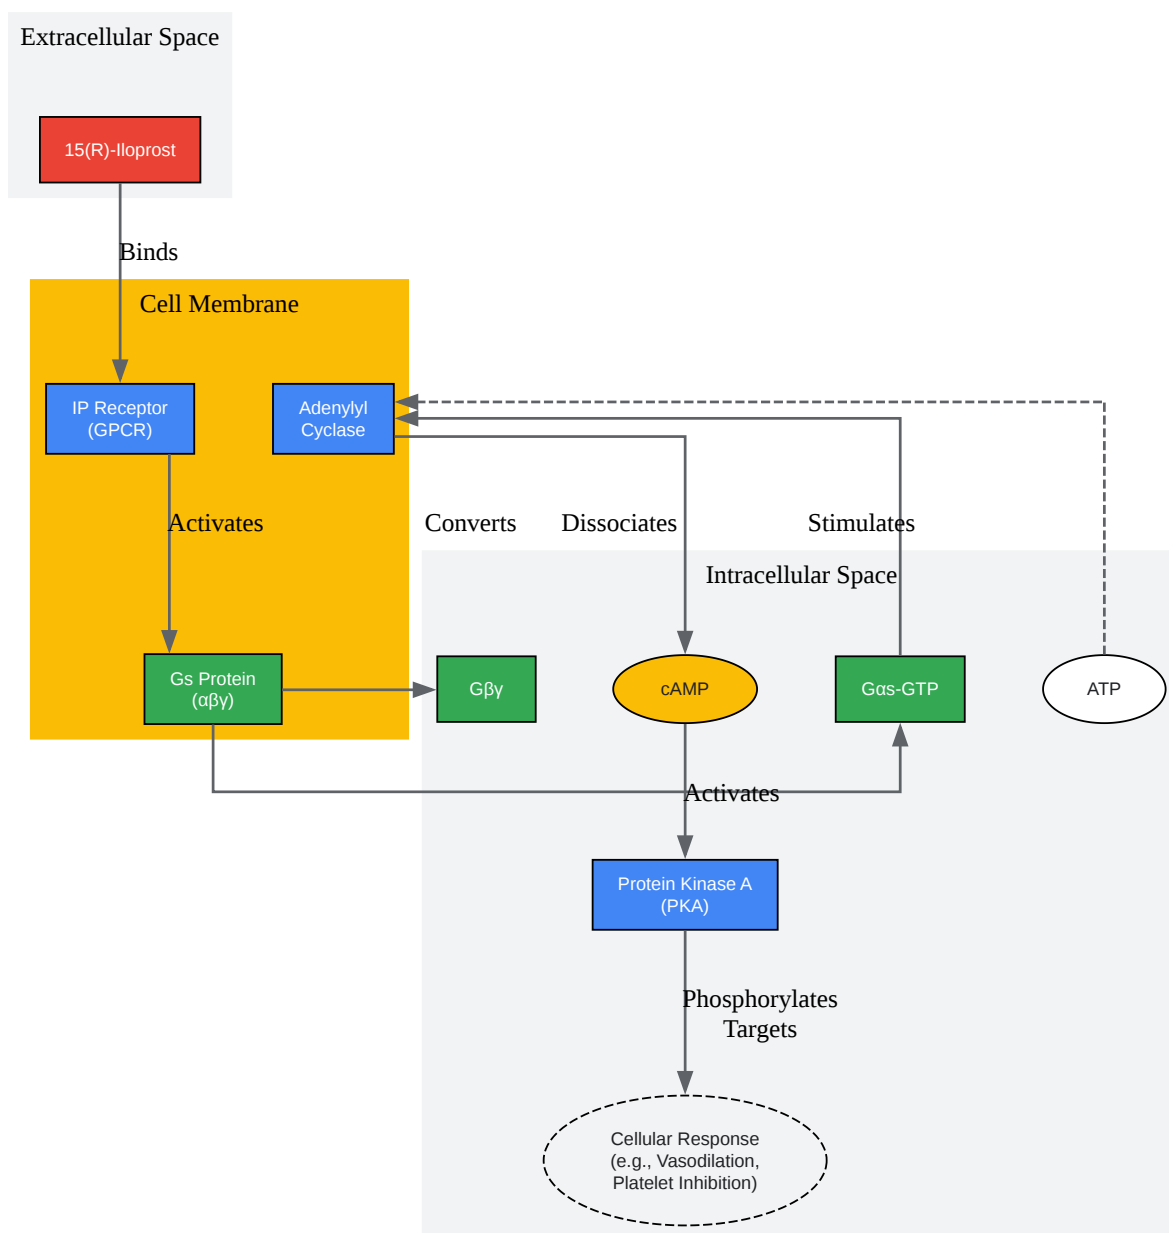 Extracellular Space
15(R)-Iloprost
Binds
Cell Membrane
IP Receptor
(GPCR)
Adenylyl
Cyclase
Activates
Converts
Dissociates
Stimulates
Intracellular Space
Gs Protein
(αβγ)
Gβγ
cAMP
Gαs-GTP
ATP
Activates
Protein Kinase A
(PKA)
Phosphorylates
Targets
Cellular Response
(e.g., Vasodilation,
Platelet Inhibition)